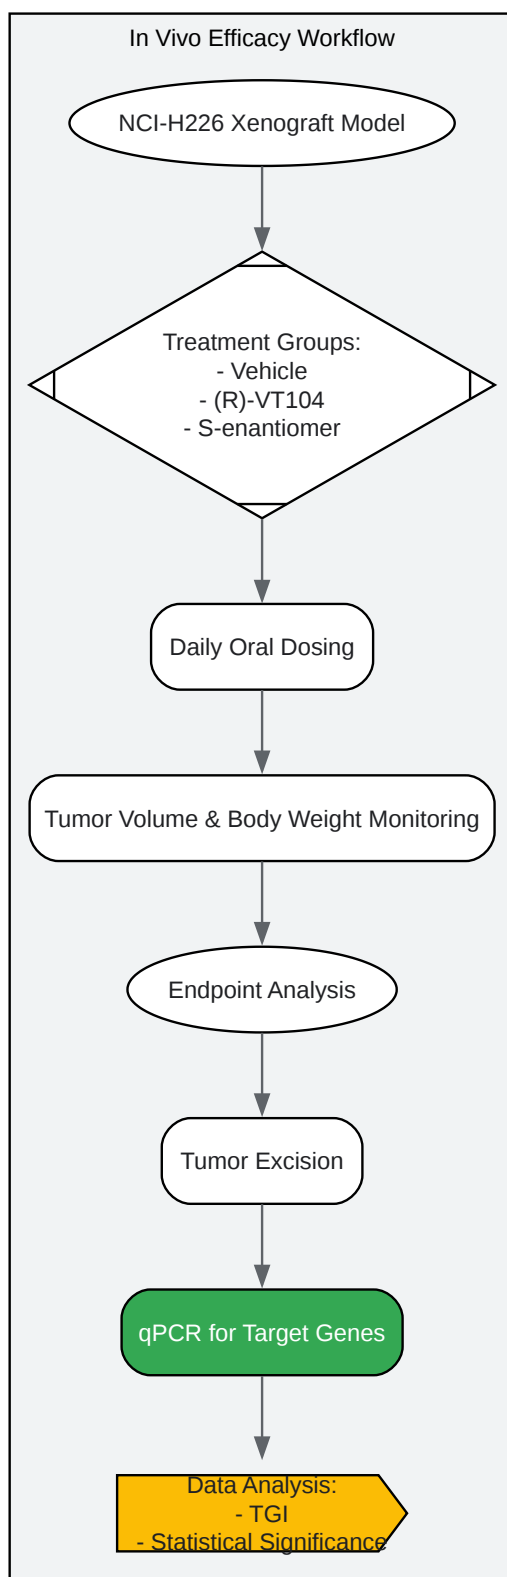 In Vivo Efficacy Workflow
NCI-H226 Xenograft Model
Treatment Groups:
- Vehicle
- (R)-VT104
- S-enantiomer
Daily Oral Dosing
Tumor Volume & Body Weight Monitoring
Endpoint Analysis
Tumor Excision
qPCR for Target Genes
Data Analysis:
- TGI
- Statistical Significance